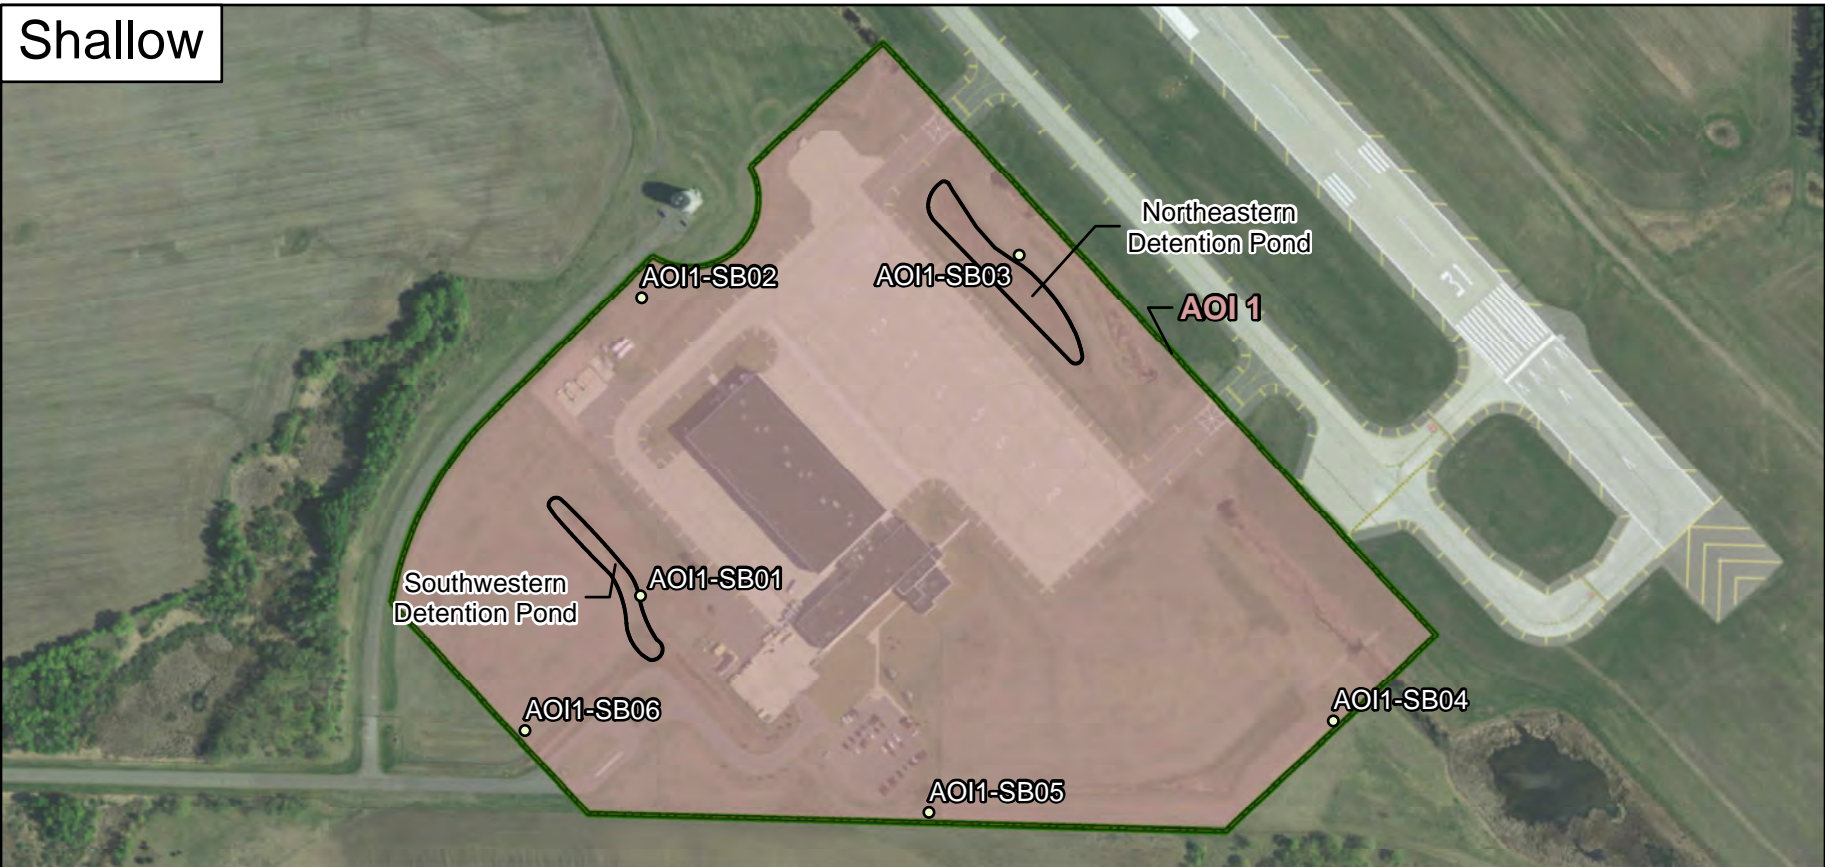 Shallow
Northeastern
Detention Pond
AOI1-SB02
AOI1-SB03
AOI 1
31
Southwestern
Detention Pond
AOI1-SB01
AOI1-SB06
AOI1-SB04
AOI1-SB05